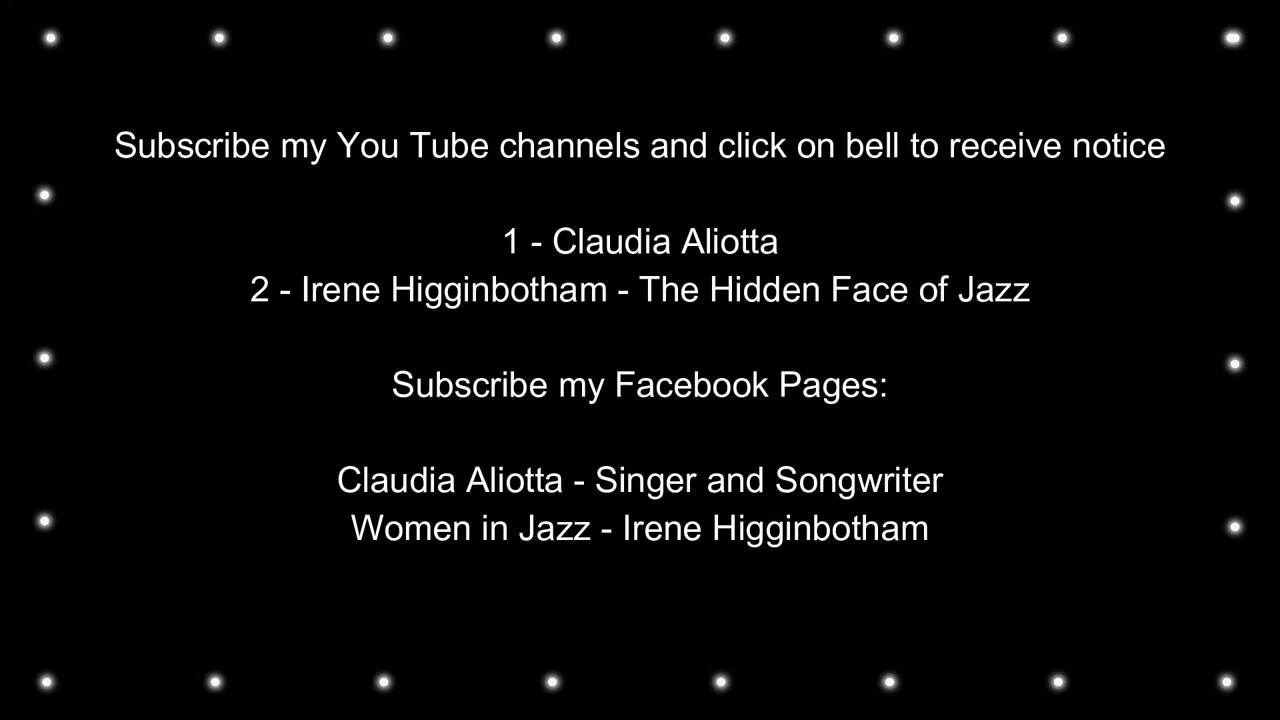 Subscribe my You Tube channels and click on bell to receive notice
1 - Claudia Aliotta
2 - Irene Higginbotham - The Hidden Face of Jazz
Subscribe my Facebook Pages:
Claudia Aliotta - Singer and Songwriter
Women in Jazz - Irene Higginbotham